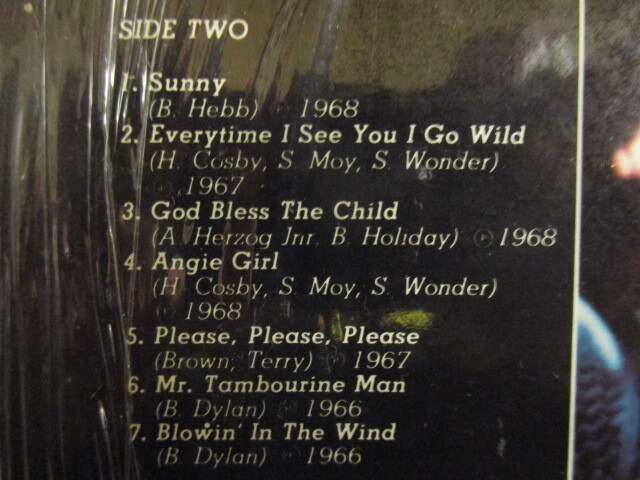 SIDE TWO
1. Sunny
(B. Hebb) ℗ 1968
2. Everytime I See You I Go Wild
(H. Cosby, S. Moy, S. Wonder)
℗ 1967
3. God Bless The Child
(A. Herzog Jnr. B. Holiday) ℗ 1968
4. Angie Girl
(H. Cosby, S. Moy, S. Wonder)
℗ 1968
5. Please, Please, Please
(Brown, Terry) ℗ 1967
6. Mr. Tambourine Man
(B. Dylan) ℗ 1966
7. Blowin' In The Wind
(B. Dylan) ℗ 1966